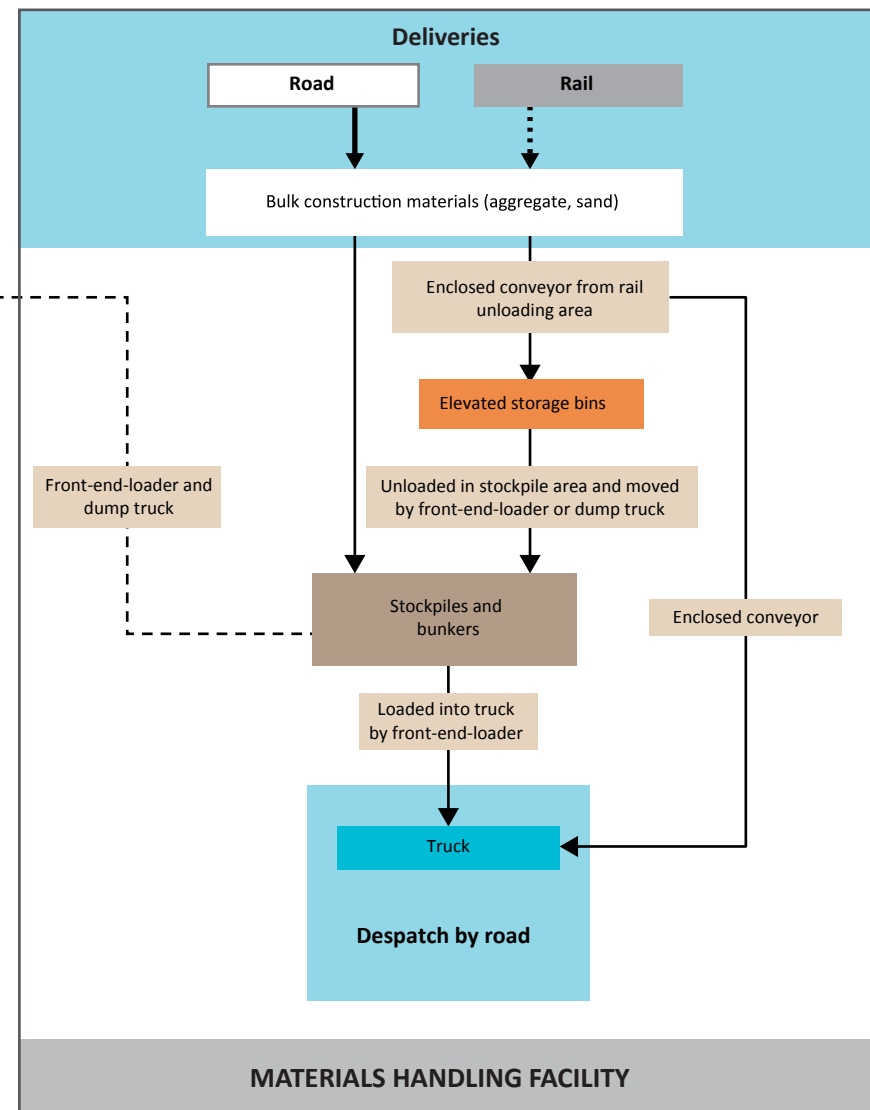 Deliveries
Road
Rail
Bulk construction materials (aggregate, sand)
Enclosed conveyor from rail
unloading area
Elevated storage bins
Front-end-loader and
dump truck
Unloaded in stockpile area and moved
by front-end-loader or dump truck
Stockpiles and
bunkers
Enclosed conveyor
Loaded into truck
by front-end-loader
Truck
Despatch by road
MATERIALS HANDLING FACILITY